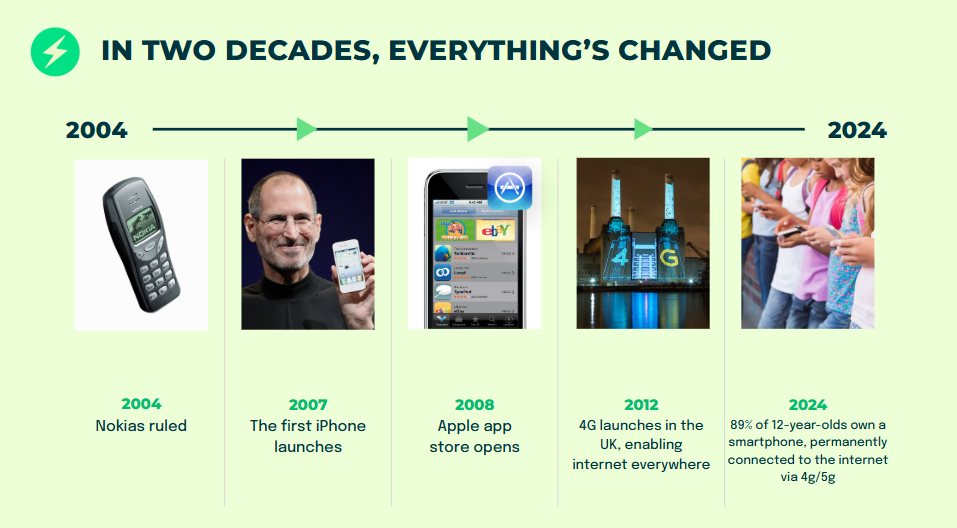 IN TWO DECADES, EVERYTHING’S CHANGED
2004
2024
NOKIA
ebY
4 G
2004
Nokias ruled
2007
The first iPhone
launches
2008
Apple app
store opens
2012
4G launches in the
UK, enabling
internet everywhere
2024
89% of 12-year-olds own a
smartphone, permanently
connected to the internet
via 4g/5g